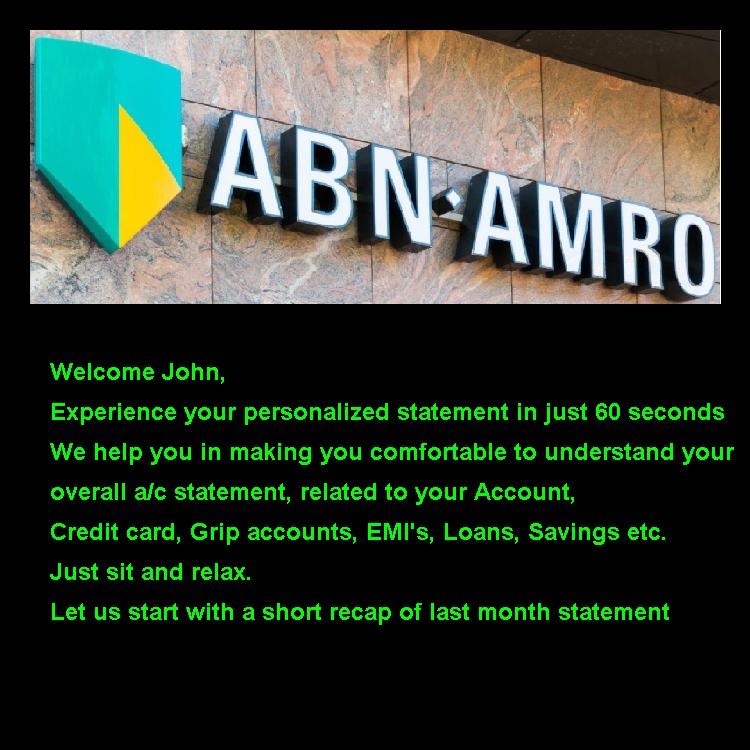 ABN·AMRO
Welcome John,
Experience your personalized statement in just 60 seconds
We help you in making you comfortable to understand your
overall a/c statement, related to your Account,
Credit card, Grip accounts, EMI's, Loans, Savings etc.
Just sit and relax.
Let us start with a short recap of last month statement